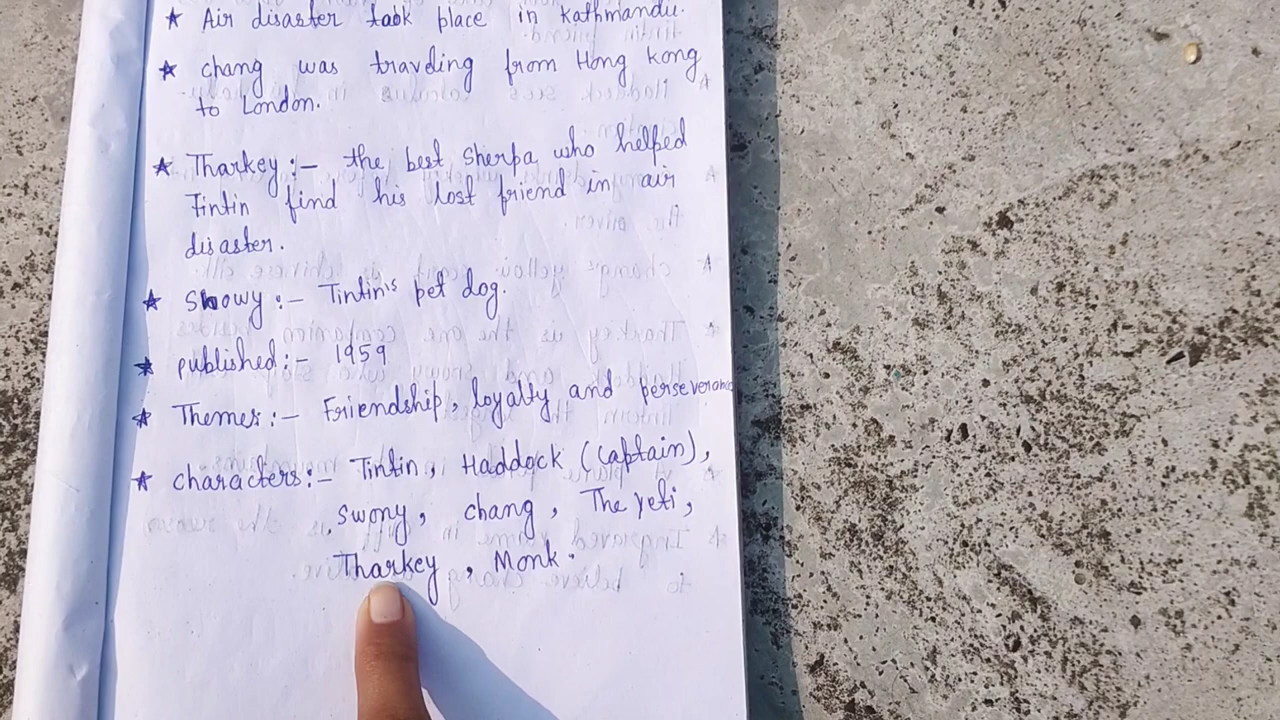 ★ Air disaster took place in Kathmandu.
★ chang was travding from Hong kong
to London.
★ Tharkey :- the best Sherpa who helped
Tintin find his lost friend in air
disaster.
★ Snowy :- Tintin's pet dog.
★ published :- 1959
★ Themes :- Friendship, loyalty and perseverance
★ characters :- Tintin, Haddock (captain),
Swony, chang, The yeti,
Tharkey, Monk.